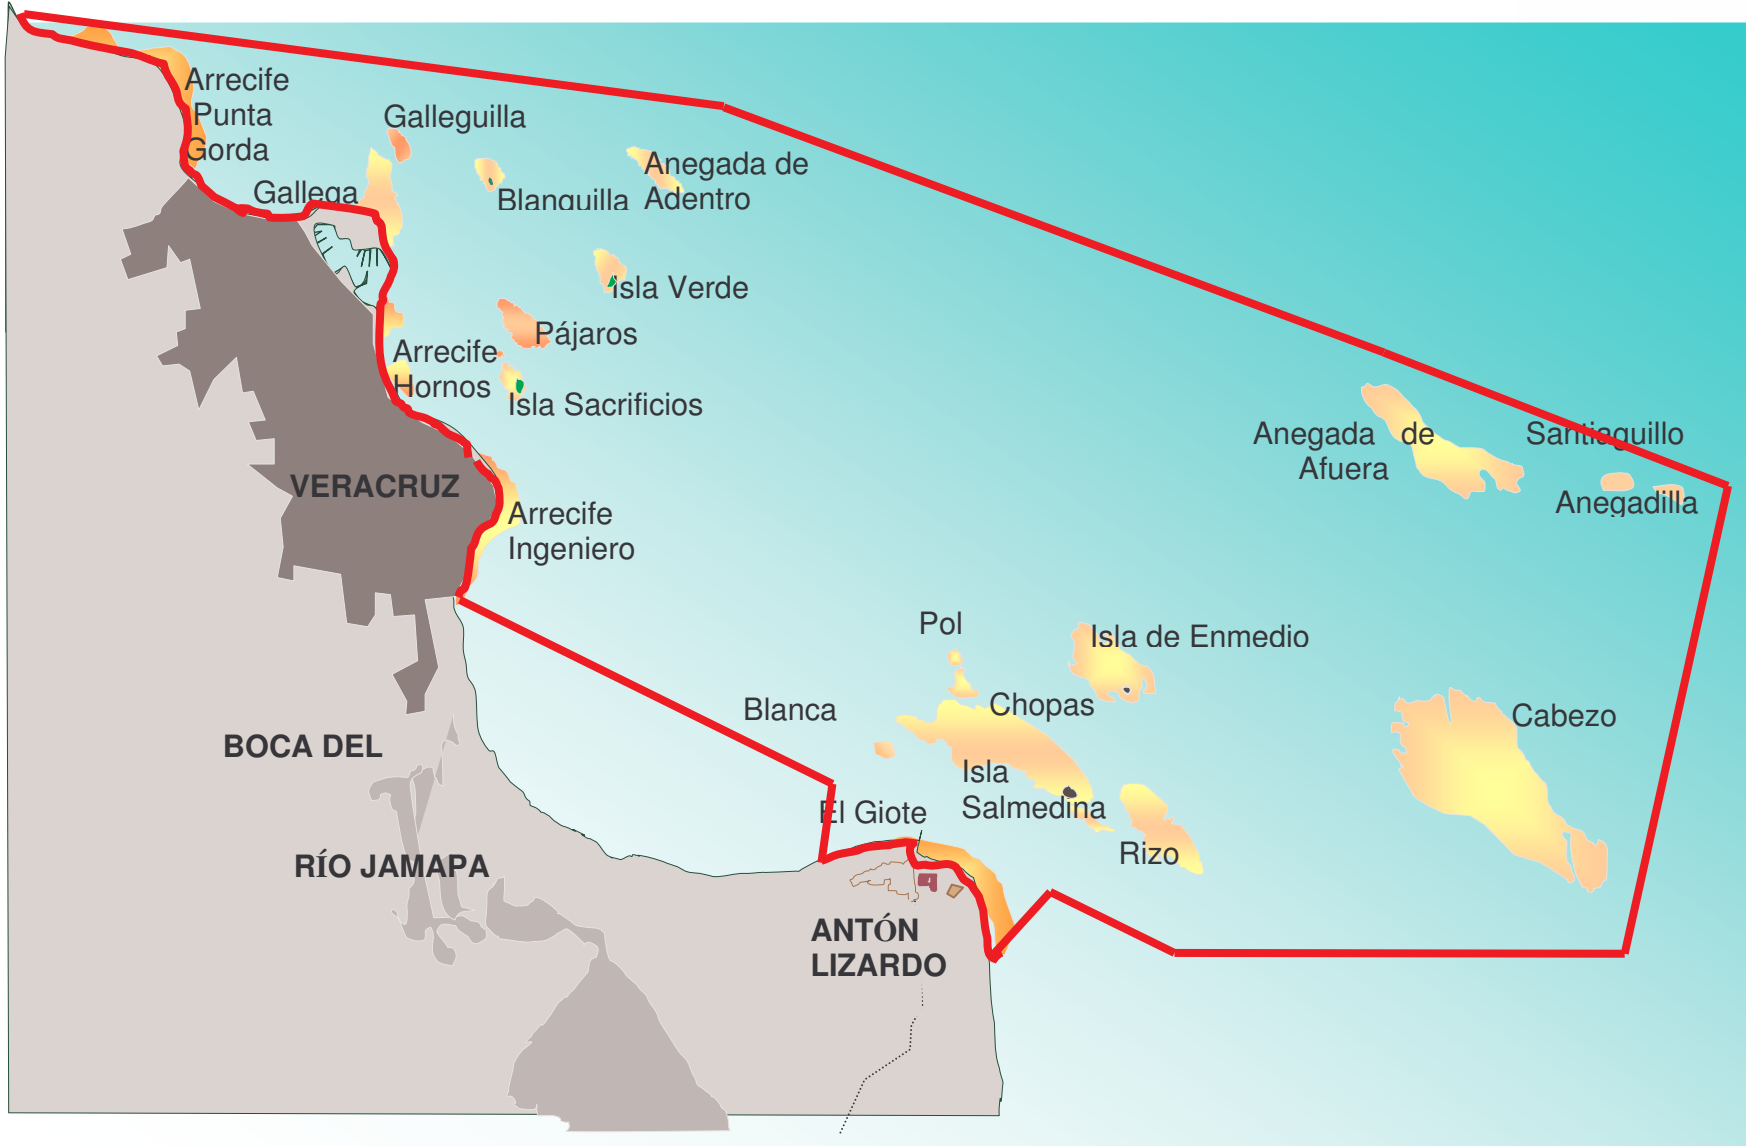 Arrecife
Punta
Gorda
Galleguilla
Gallega
Blanquilla
Anegada de
Adentro
Isla Verde
Pájaros
Arrecife
Hornos
Isla Sacrificios
VERACRUZ
Arrecife
Ingeniero
Anegada de
Afuera
Santiaguillo
Anegadilla
Pol
Isla de Enmedio
Blanca
Chopas
Cabezo
BOCA DEL
Isla
Salmedina
El Giote
Rizo
RÍO JAMAPA
ANTÓN
LIZARDO